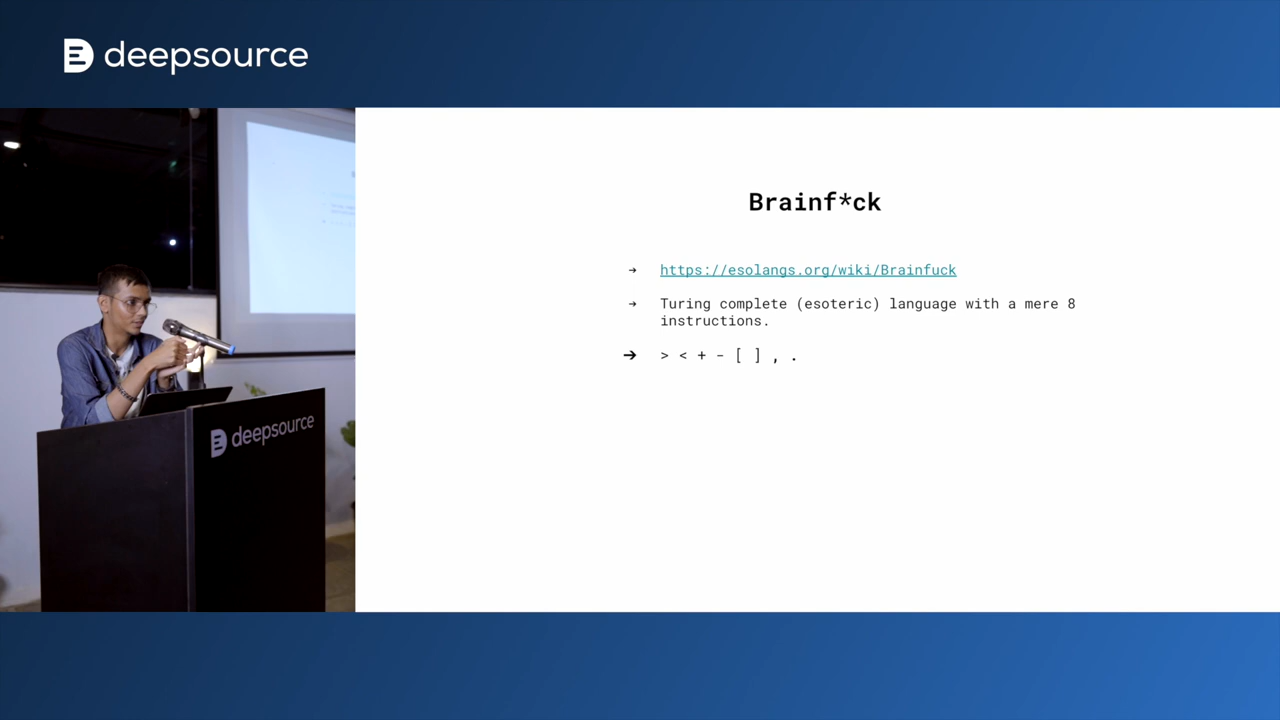 deepsource
Brainf*ck
→ https://esolangs.org/wiki/Brainfuck
→ Turing complete (esoteric) language with a mere 8
instructions.
→ > < + - [ ] , .
deepsource